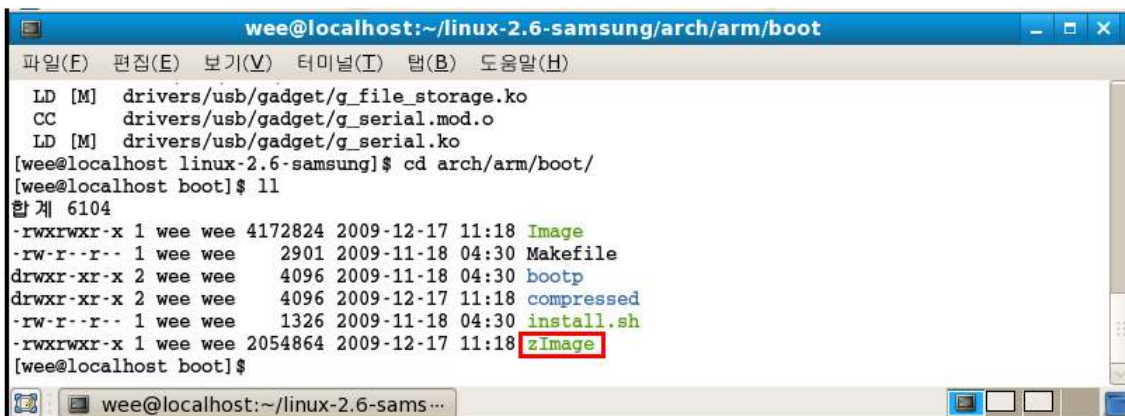 wee@localhost:~/linux-2.6-samsung/arch/arm/boot
파일(F) 편집(E) 보기(V) 터미널(T) 탭(B) 도움말(H)
LD [M] drivers/usb/gadget/g_file_storage.ko
CC drivers/usb/gadget/g_serial.mod.o
LD [M] drivers/usb/gadget/g_serial.ko
[wee@localhost linux-2.6-samsung]$ cd arch/arm/boot/
[wee@localhost boot]$ ll
합계 6104
-rwxrwxr-x 1 wee wee 4172824 2009-12-17 11:18 Image
-rw-r--r-- 1 wee wee 2901 2009-11-18 04:30 Makefile
drwxr-xr-x 2 wee wee 4096 2009-11-18 04:30 bootp
drwxr-xr-x 2 wee wee 4096 2009-12-17 11:18 compressed
-rw-r--r-- 1 wee wee 1326 2009-11-18 04:30 install.sh
-rwxrwxr-x 1 wee wee 2054864 2009-12-17 11:18 zImage
[wee@localhost boot]$
wee@localhost:~/linux-2.6-sams…